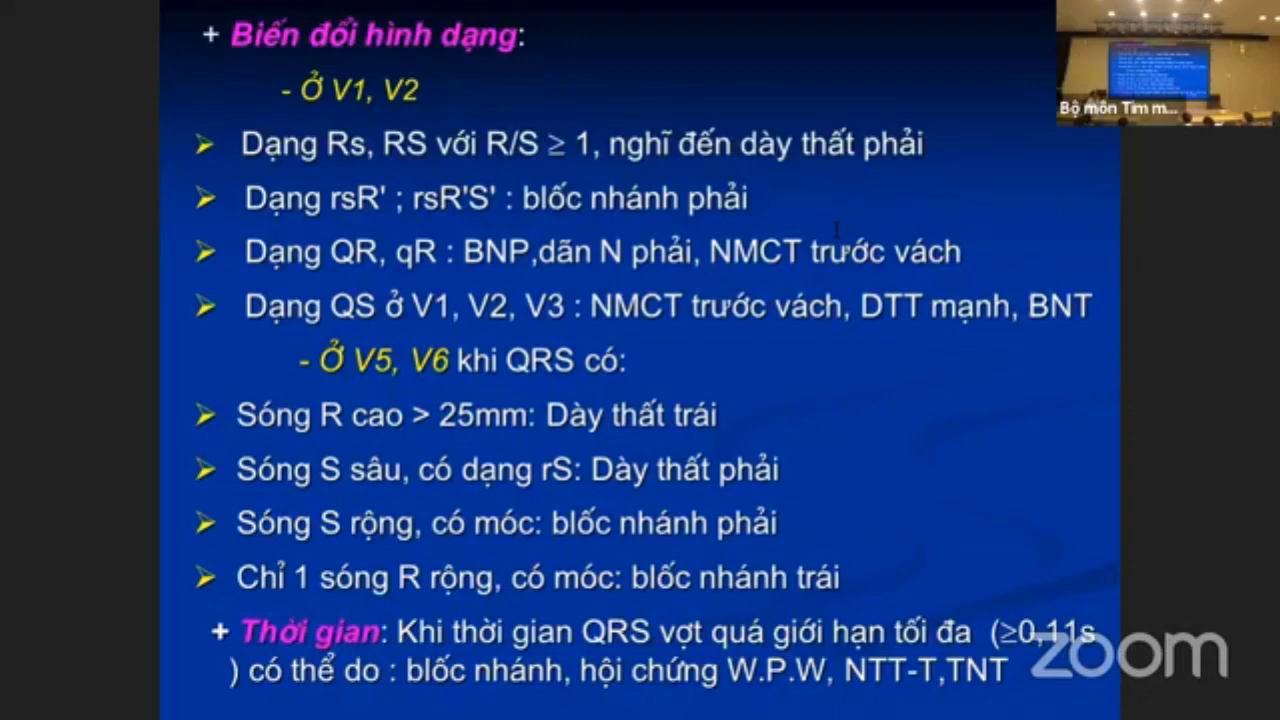 + Biến đổi hình dạng:
- Ở V1, V2
Bộ môn Tim m...
➢ Dạng Rs, RS với R/S ≥ 1, nghĩ đến dày thất phải
➢ Dạng rsR' ; rsR'S' : blốc nhánh phải
➢ Dạng QR, qR : BNP,dãn N phải, NMCT trước vách
➢ Dạng QS ở V1, V2, V3 : NMCT trước vách, DTT mạnh, BNT
- Ở V5, V6 khi QRS có:
➢ Sóng R cao > 25mm: Dày thất trái
➢ Sóng S sâu, có dạng rS: Dày thất phải
➢ Sóng S rộng, có móc: blốc nhánh phải
➢ Chỉ 1 sóng R rộng, có móc: blốc nhánh trái
+ Thời gian: Khi thời gian QRS vợt quá giới hạn tối đa (≥0,11s
) có thể do : blốc nhánh, hội chứng W.P.W, NTT-T,TNT
zoom